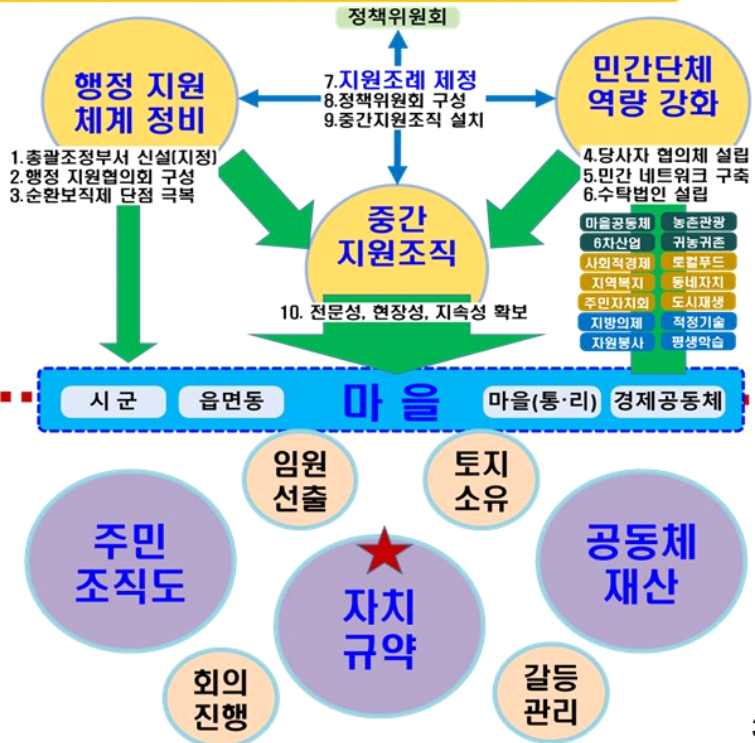 정책위원회
행정 지원
체계 정비
7.지원조례 제정
8.정책위원회 구성
9.중간지원조직 설치
민간단체
역량 강화
1.총괄조정부서 신설(지정)
2.행정 지원협의회 구성
3.순환보직제 단점 극복
4.당사자 협의체 설립
5.민간 네트워크 구축
6.수탁법인 설립
중간
지원조직
마을공동체 농촌관광
6차산업 귀농귀촌
사회적경제 로컬푸드
지역복지 동네자치
주민자치회 도시재생
지방의제 적정기술
자원봉사 평생학습
10. 전문성, 현장성, 지속성 확보
시 군 읍면동 마 을 마을(통·리) 경제공동체
임원
선출
토지
소유
주민
조직도
자치
규약
공동체
재산
회의
진행
갈등
관리